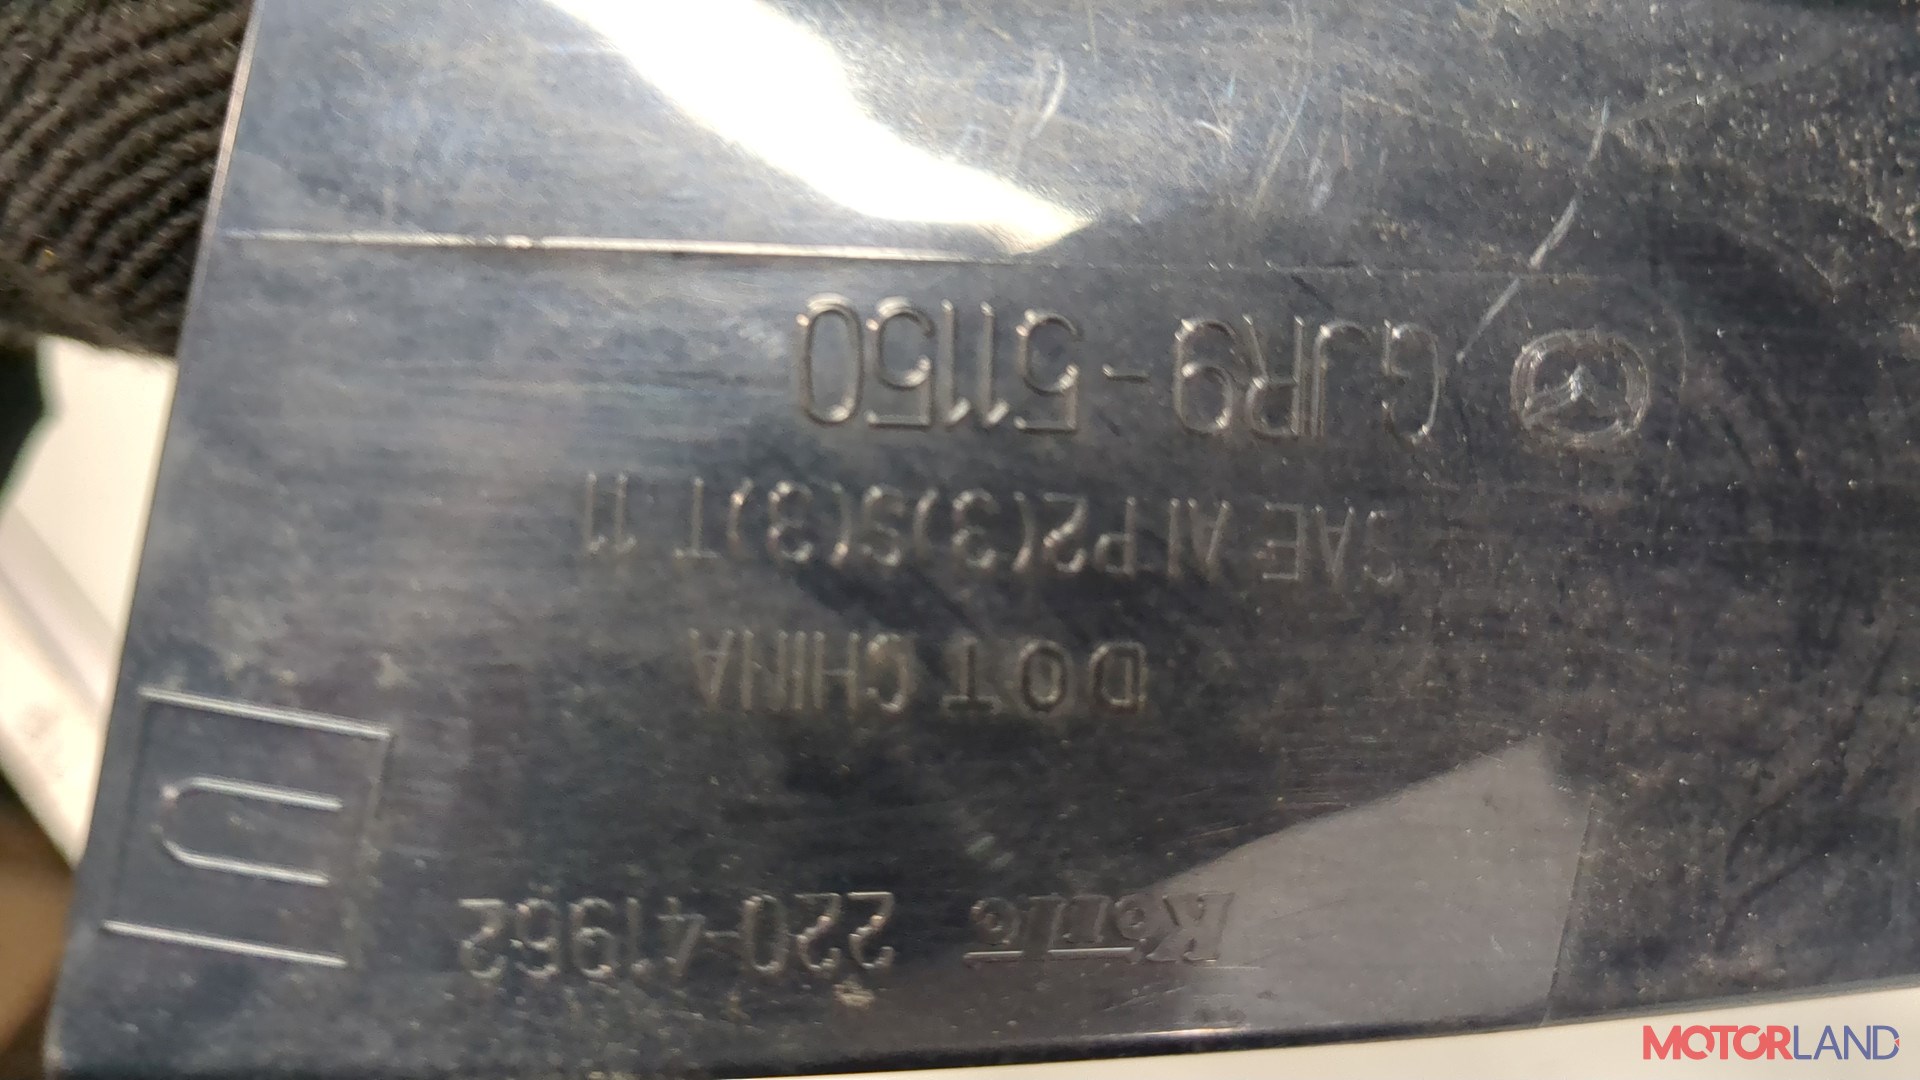 Koito 220-41962
U
DOT CHINA
SAE AIP2(3)S(3)T 11
GJR9-51150
MOTORLAND